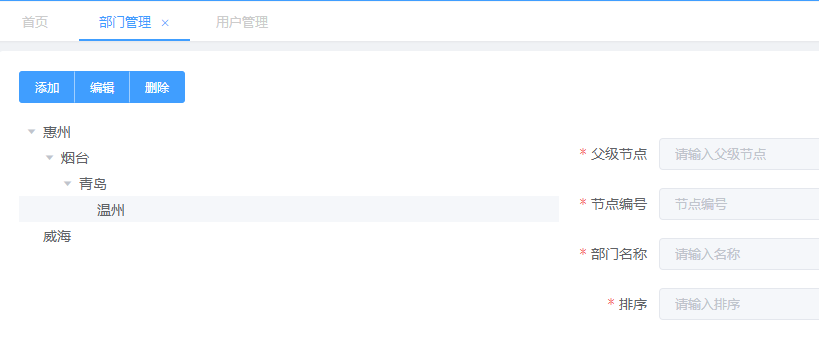 首页 部门管理 × 用户管理
添加 编辑 删除
惠州
烟台
青岛
温州
威海
* 父级节点 请输入父级节点
* 节点编号 节点编号
* 部门名称 请输入名称
* 排序 请输入排序